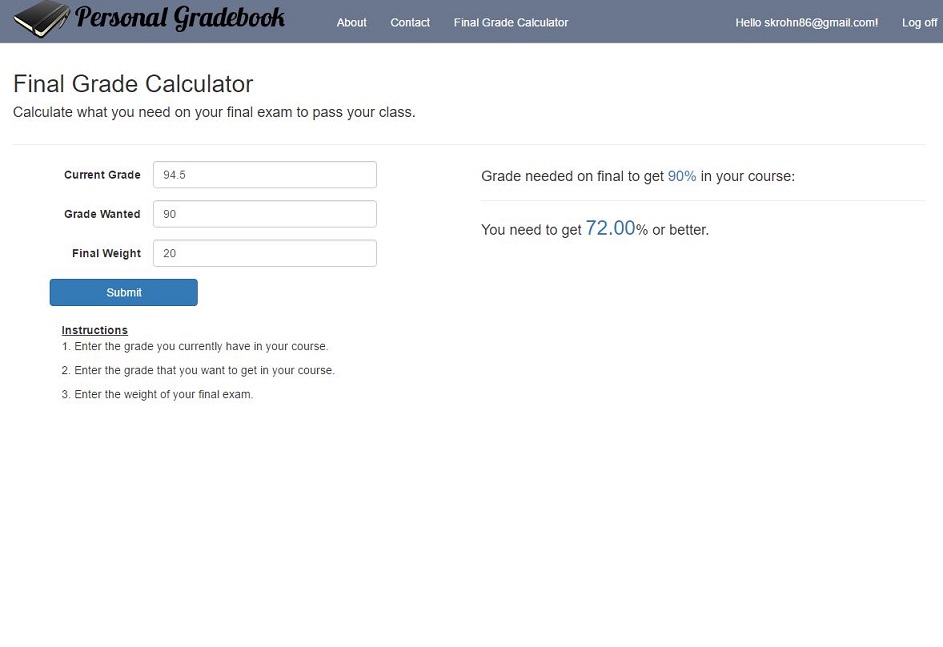 Personal Gradebook
About Contact Final Grade Calculator Hello skrohn86@gmail.com! Log off
Final Grade Calculator
Calculate what you need on your final exam to pass your class.
Current Grade 94.5
Grade needed on final to get 90% in your course:
Grade Wanted 90
You need to get 72.00% or better.
Final Weight 20
Submit
Instructions
1. Enter the grade you currently have in your course.
2. Enter the grade that you want to get in your course.
3. Enter the weight of your final exam.